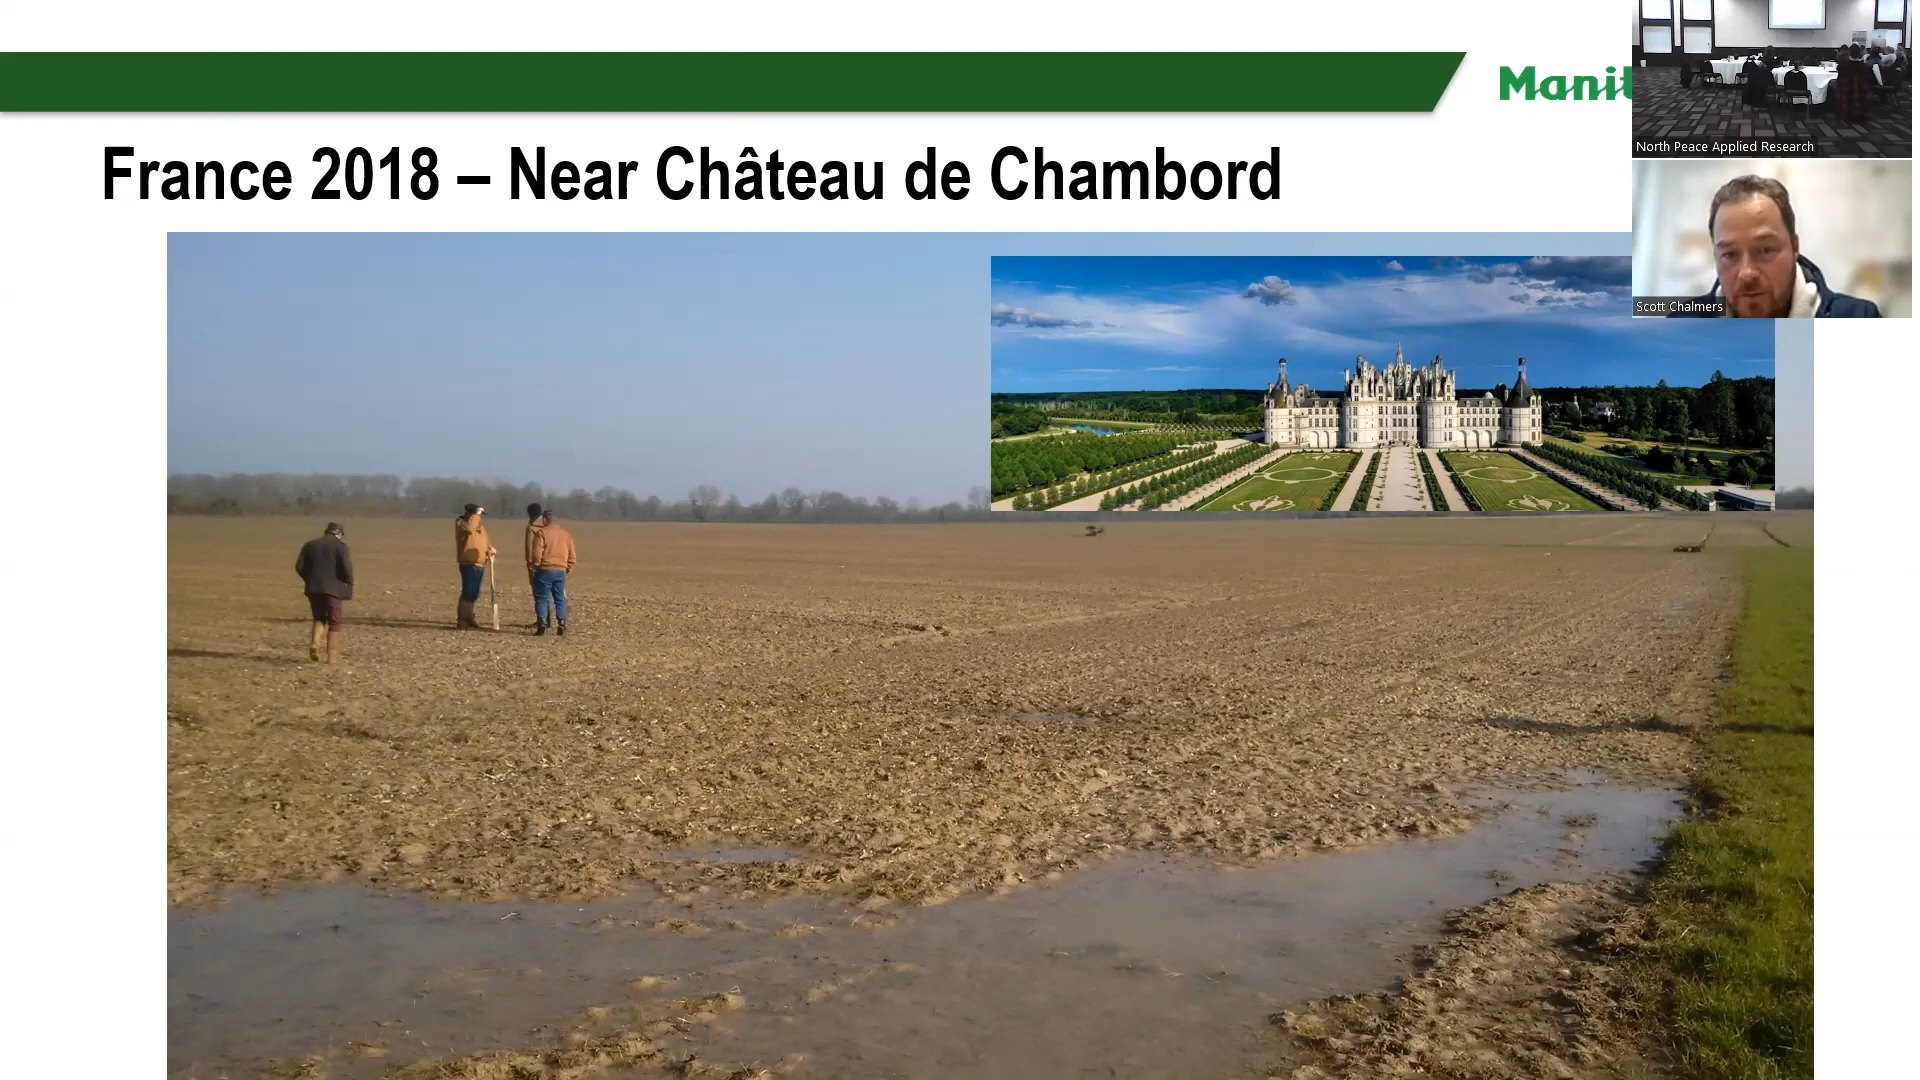 Manit
France 2018 – Near Château de Chambord
North Peace Applied Research
Scott Chalmers